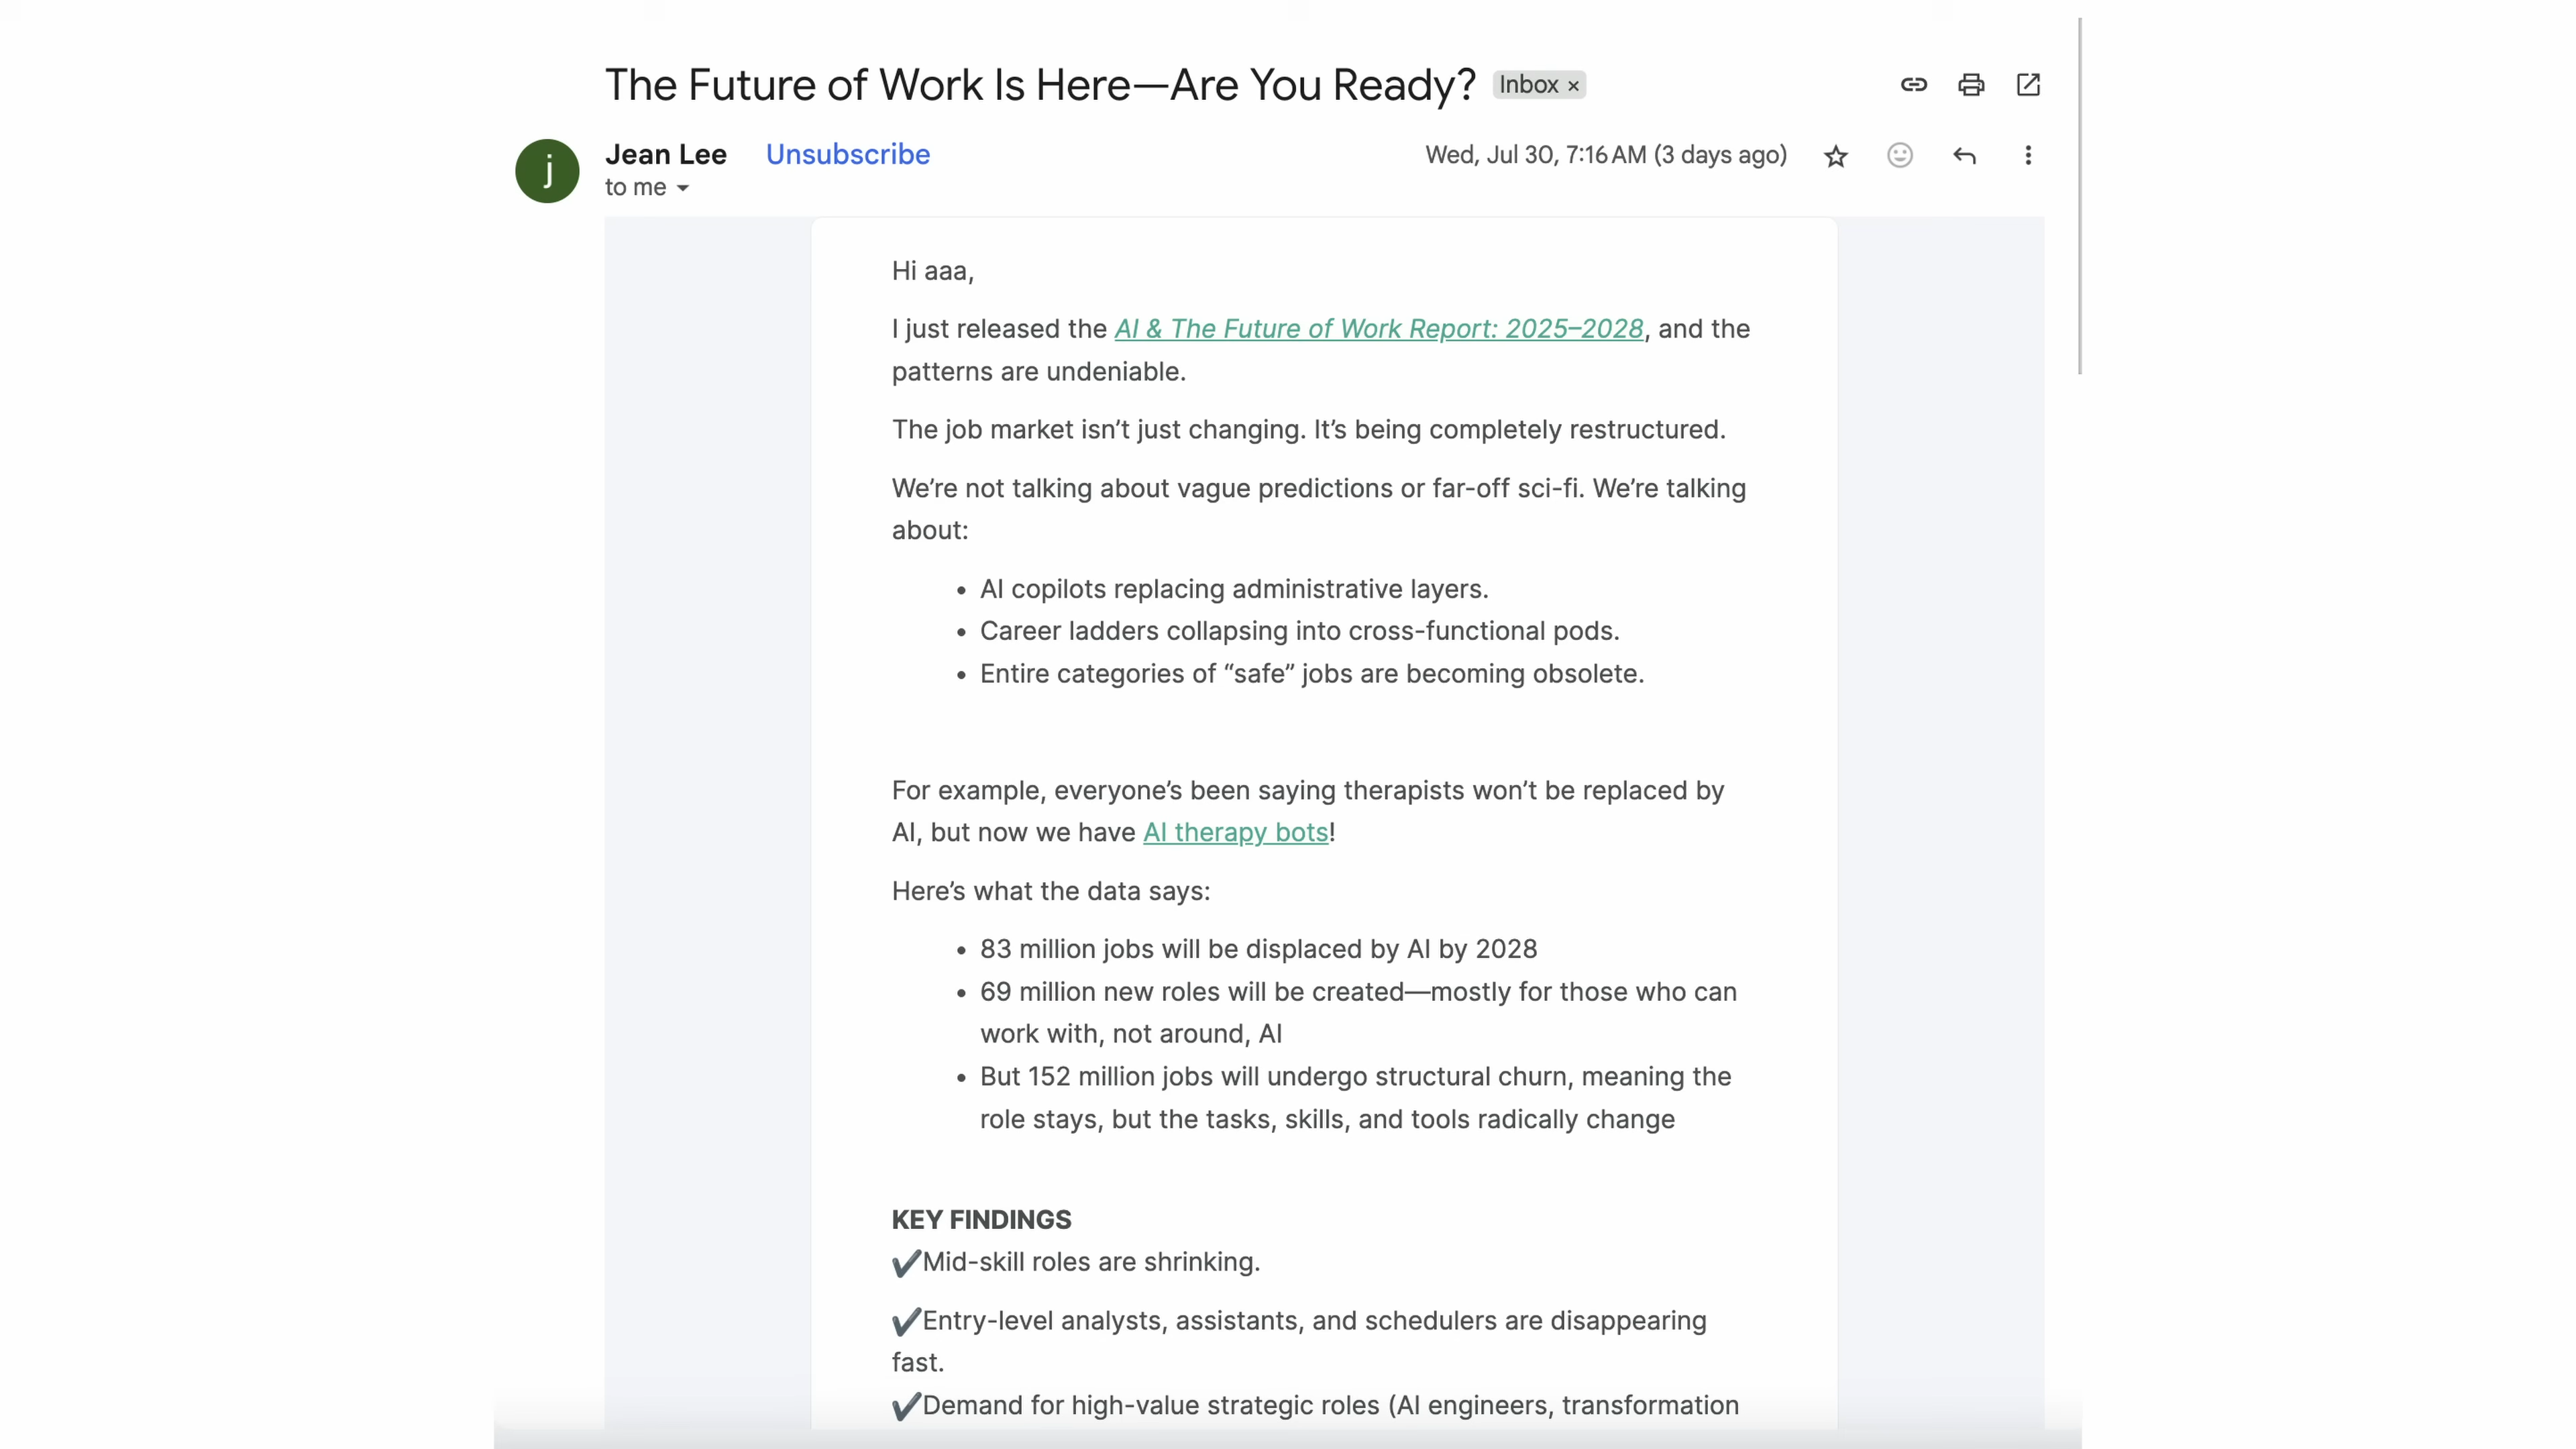 The Future of Work Is Here—Are You Ready? Inbox ×
j
Jean Lee Unsubscribe Wed, Jul 30, 7:16 AM (3 days ago)
to me
Hi aaa,
I just released the AI & The Future of Work Report: 2025–2028, and the
patterns are undeniable.
The job market isn’t just changing. It’s being completely restructured.
We’re not talking about vague predictions or far-off sci-fi. We’re talking
about:
• AI copilots replacing administrative layers.
• Career ladders collapsing into cross-functional pods.
• Entire categories of “safe” jobs are becoming obsolete.
For example, everyone’s been saying therapists won’t be replaced by
AI, but now we have AI therapy bots!
Here’s what the data says:
• 83 million jobs will be displaced by AI by 2028
• 69 million new roles will be created—mostly for those who can
work with, not around, AI
• But 152 million jobs will undergo structural churn, meaning the
role stays, but the tasks, skills, and tools radically change
KEY FINDINGS
✔Mid-skill roles are shrinking.
✔Entry-level analysts, assistants, and schedulers are disappearing
fast.
✔Demand for high-value strategic roles (AI engineers, transformation